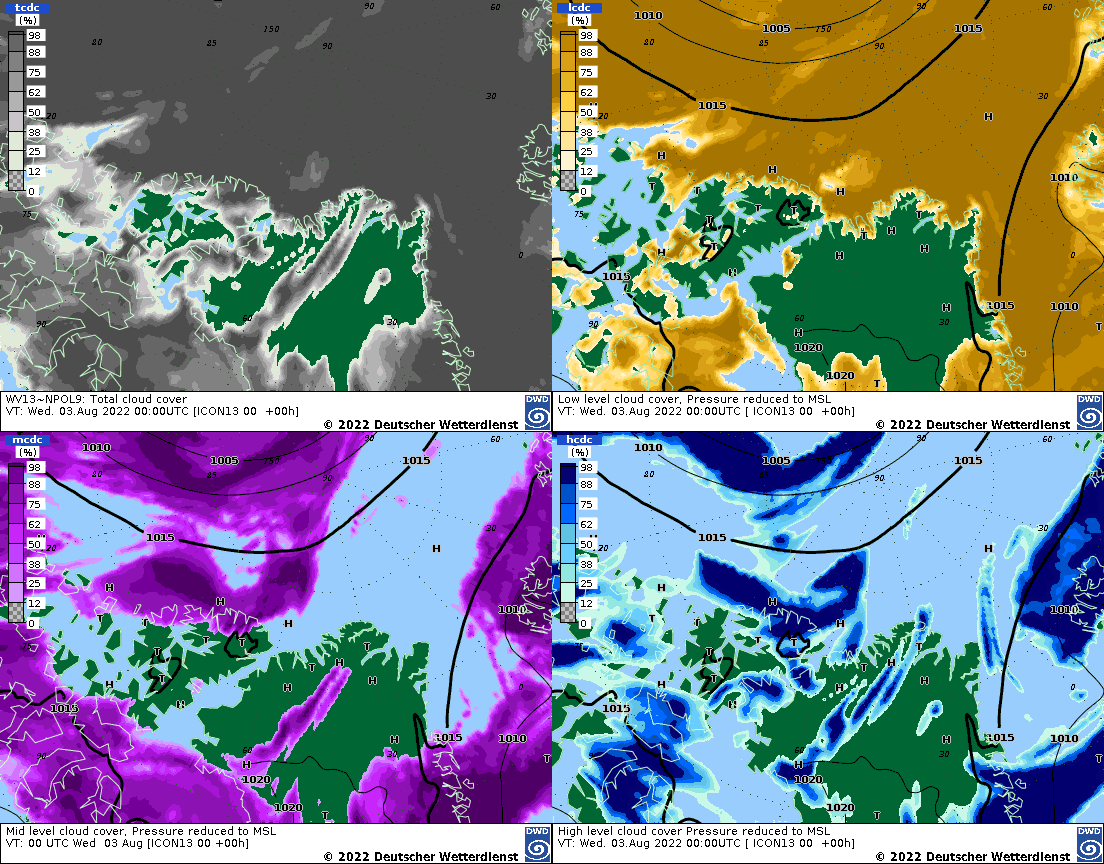 tcdc
(%)
98
88
75
62
50
38
25
12
0
90
60
150
80
85
90
30
20
75
0
60
30
90
WV13~NPOL9: Total cloud cover
VT: Wed. 03.Aug 2022 00:00UTC [ICON13 00 +00h]
© 2022 Deutscher Wetterdienst
DWD
lcdc
(%)
98
88
75
62
50
38
25
12
0
1010
1005
1015
60
150
80
85
90
1015
30
20
H
H
H
H
T
T
T
T
T
T
1010
75
T
T
H
H
H
H
H
0
1015
H
1015
1010
90
60
H
30
T
1020
1020
T
Low level cloud cover, Pressure reduced to MSL
VT: Wed. 03.Aug 2022 00:00UTC [ ICON13 00 +00h]
© 2022 Deutscher Wetterdienst
DWD
mcdc
(%)
98
88
75
62
50
38
25
12
0
90
60
1010
1005
150
1015
80
85
90
1015
30
20
H
H
H
H
1010
T
T
T
T
T
T
H
T
H
H
H
0
T
H
1015
1015
1010
H
90
60
H
30
T
1020
1020
T
Mid level cloud cover, Pressure reduced to MSL
VT: 00 UTC Wed 03 Aug [ICON13 00 +00h]
© 2022 Deutscher Wetterdienst
DWD
hcdc
(%)
98
88
75
62
50
38
25
12
0
90
60
1010
1005
1015
80
85
90
1015
30
20
H
H
H
H
1010
T
T
T
T
T
T
H
T
H
H
H
0
T
H
1015
1015
1010
H
60
H
30
T
1020
1020
T
High level cloud cover Pressure reduced to MSL
VT: Wed. 03.Aug 2022 00:00UTC [ ICON13 00 +00h]
© 2022 Deutscher Wetterdienst
DWD